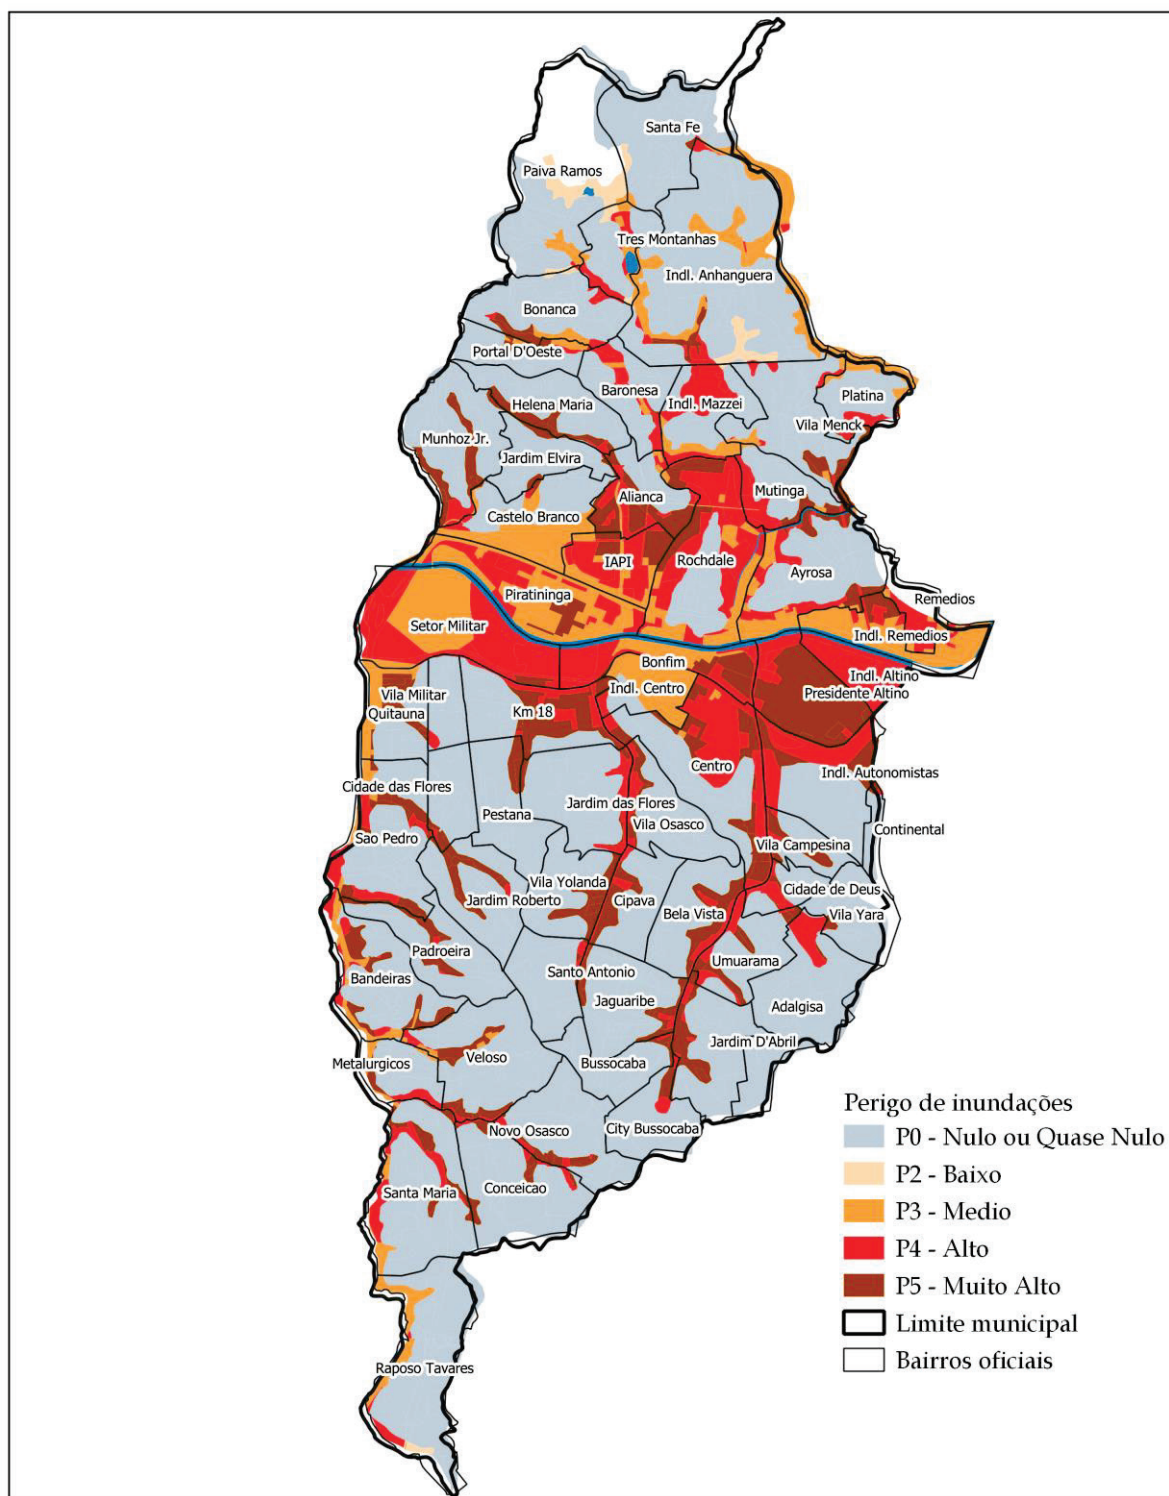 Santa Fe
Paiva Ramos
Tres Montanhas
Indl. Anhanguera
Bonanca
Portal D'Oeste
Baronesa
Platina
Helena Maria
Indl. Mazzei
Vila Menck
Munhoz Jr.
Jardim Elvira
Alianca
Mutinga
Castelo Branco
IAPI
Rochdale
Ayrosa
Piratininga
Remedios
Setor Militar
Indl. Remedios
Bonfim
Indl. Altino
Indl. Centro
Presidente Altino
Vila Militar
Quitauna
Km 18
Centro
Indl. Autonomistas
Cidade das Flores
Jardim das Flores
Pestana
Vila Osasco
Continental
Sao Pedro
Vila Campesina
Vila Yolanda
Cidade de Deus
Jardim Roberto
Cipava
Bela Vista
Vila Yara
Padroeira
Umuarama
Santo Antonio
Bandeiras
Jaguaribe
Adalgisa
Jardim D'Abril
Veloso
Metalurgicos
Bussocaba
Novo Osasco
City Bussocaba
Santa Maria
Conceicao
Raposo Tavares
Perigo de inundações
P0 - Nulo ou Quase Nulo
P2 - Baixo
P3 - Medio
P4 - Alto
P5 - Muito Alto
Limite municipal
Bairros oficiais